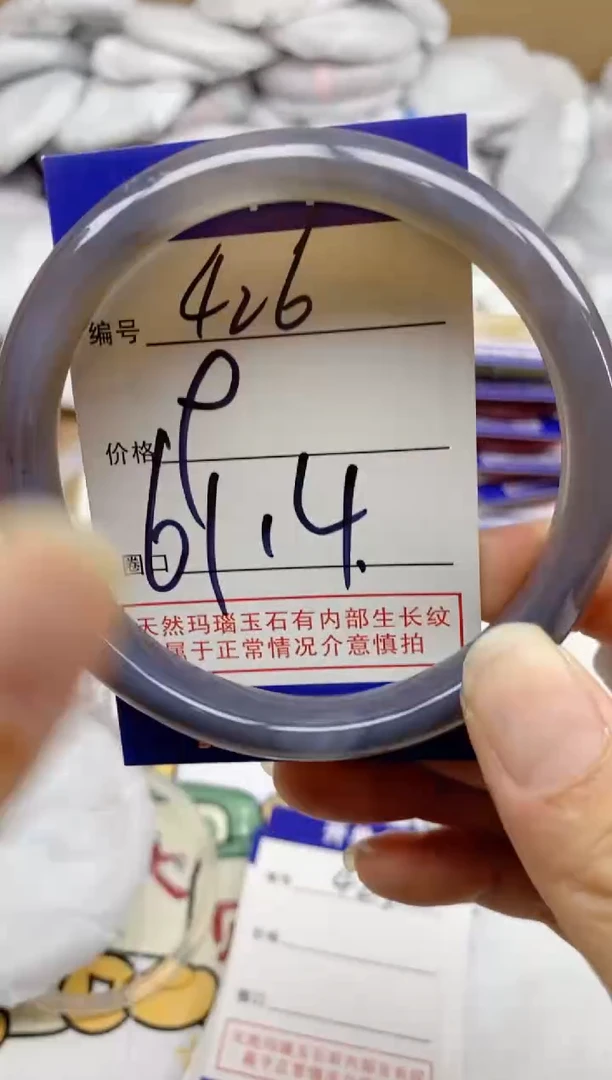 编号 426
价格 P
圈口 61.4.
天然玛瑙玉石有内部生长纹
属于正常情况介意慎拍